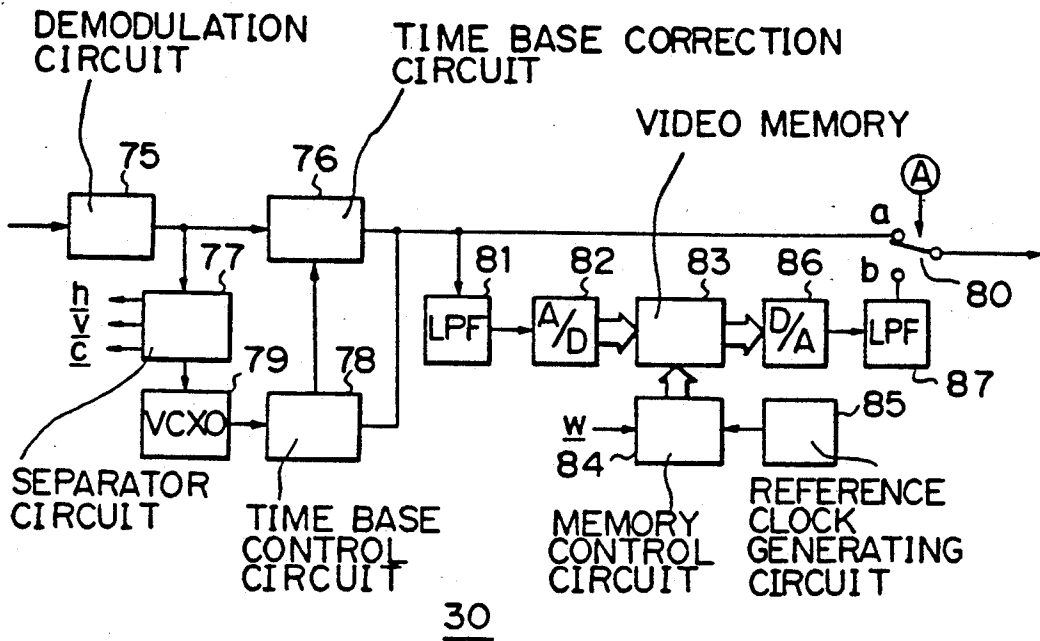 DEMODULATION
CIRCUIT
TIME BASE CORRECTION
CIRCUIT
VIDEO MEMORY
75
76
A
a
77
81
82
83
86
b
80
h
v
c
LPF
A/D
D/A
LPF
79
78
87
VCXO
w
84
85
SEPARATOR
CIRCUIT
TIME BASE
CONTROL
CIRCUIT
MEMORY
CONTROL
CIRCUIT
REFERENCE
CLOCK
GENERATING
CIRCUIT
30